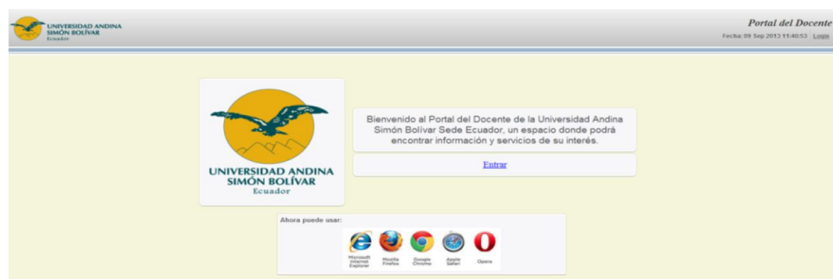 UNIVERSIDAD ANDINA
SIMÓN BOLÍVAR
Ecuador
Portal del Docente
Fecha: 09 Sep 2013 11:40:53 Login
UNIVERSIDAD ANDINA
SIMÓN BOLÍVAR
Ecuador
Bienvenido al Portal del Docente de la Universidad Andina
Simón Bolívar Sede Ecuador, un espacio donde podrá
encontrar información y servicios de su interés.
Entrar
Ahora puede usar:
Microsoft Internet Explorer
Mozilla Firefox
Google Chrome
Apple Safari
Opera